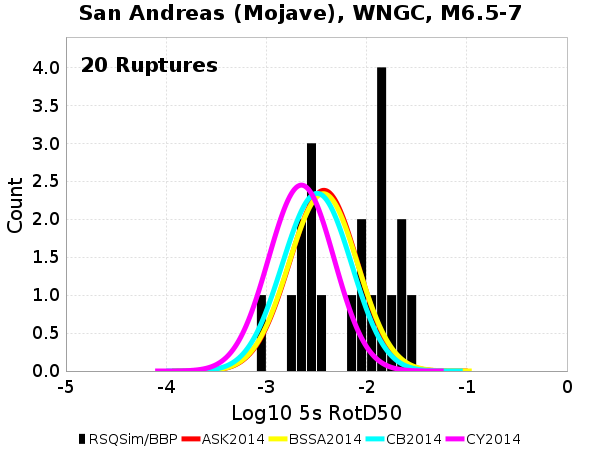 San Andreas (Mojave), WNGC, M6.5-7
20 Ruptures
4.0
3.5
3.0
2.5
2.0
1.5
1.0
0.5
0.0
Count
-5 -4 -3 -2 -1 0
Log10 5s RotD50
RSQSim/BBP ASK2014 BSSA2014 CB2014 CY2014